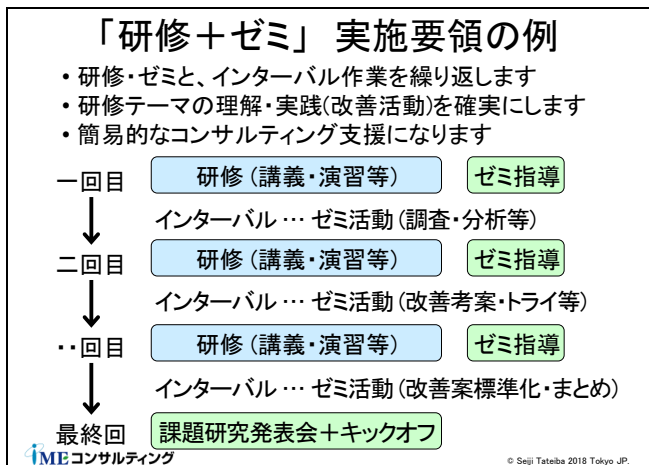 「研修＋ゼミ」 実施要領の例
・研修・ゼミと、インターバル作業を繰り返します
・研修テーマの理解・実践(改善活動)を確実にします
・簡易的なコンサルティング支援になります
一回目 研修（講義・演習等） ゼミ指導
インターバル … ゼミ活動（調査・分析等）
二回目 研修（講義・演習等） ゼミ指導
インターバル … ゼミ活動（改善考案・トライ等）
・・回目 研修（講義・演習等） ゼミ指導
インターバル … ゼミ活動（改善案標準化・まとめ）
最終回 課題研究発表会＋キックオフ
iMEコンサルティング © Seiji Tateiba 2018 Tokyo JP.